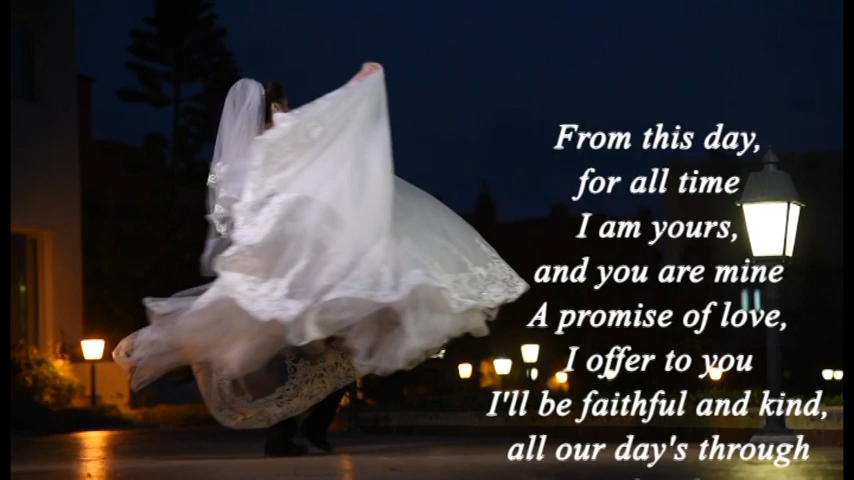 From this day,
for all time
I am yours,
and you are mine
A promise of love,
I offer to you
I'll be faithful and kind,
all our day's through